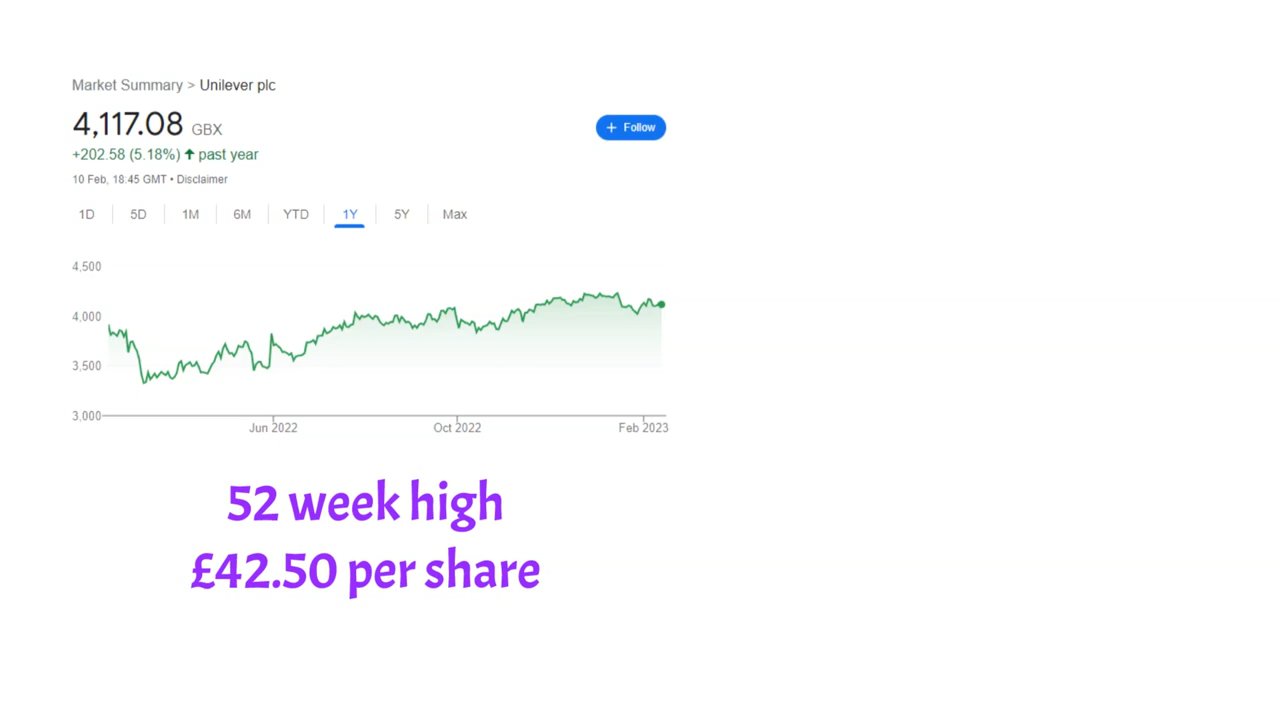 Market Summary > Unilever plc
4,117.08 GBX
+ Follow
+202.58 (5.18%) ↑ past year
10 Feb, 18:45 GMT • Disclaimer
1D 5D 1M 6M YTD 1Y 5Y Max
4,500
4,000
3,500
3,000
Jun 2022 Oct 2022 Feb 2023
52 week high
£42.50 per share